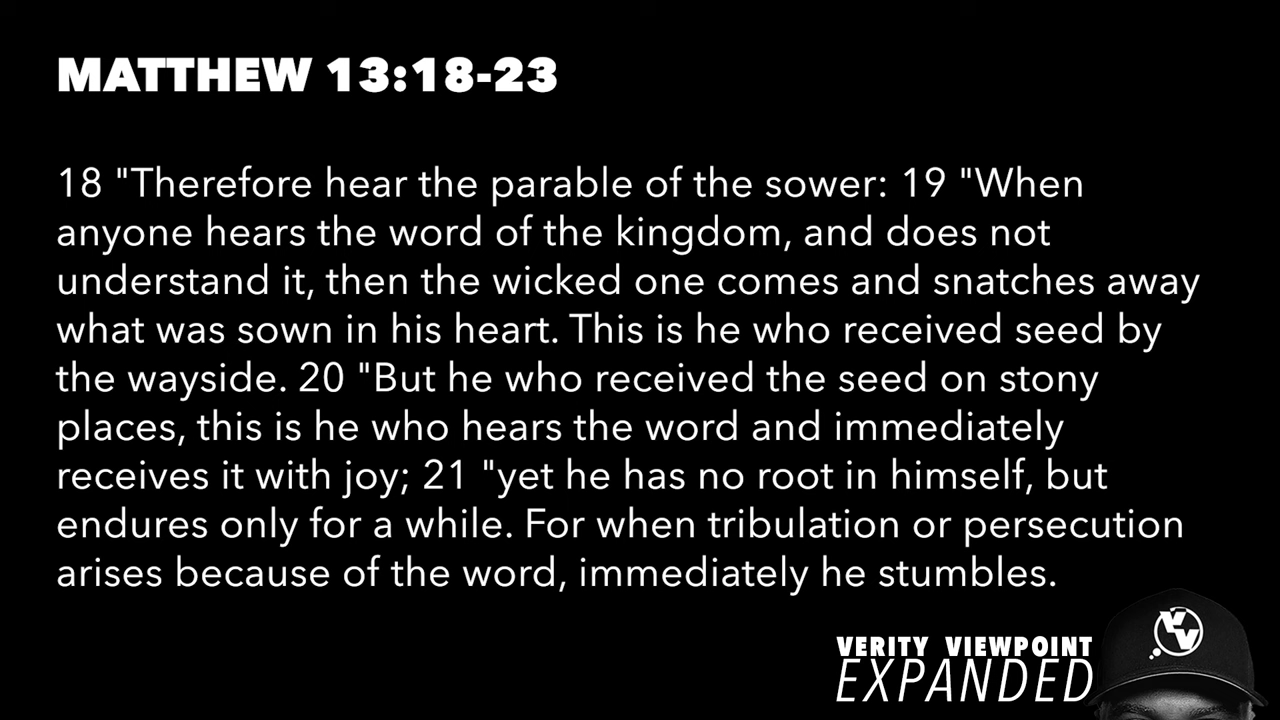 MATTHEW 13:18-23
18 "Therefore hear the parable of the sower: 19 "When
anyone hears the word of the kingdom, and does not
understand it, then the wicked one comes and snatches away
what was sown in his heart. This is he who received seed by
the wayside. 20 "But he who received the seed on stony
places, this is he who hears the word and immediately
receives it with joy; 21 "yet he has no root in himself, but
endures only for a while. For when tribulation or persecution
arises because of the word, immediately he stumbles.
VERITY VIEWPOINT
EXPANDED
VV